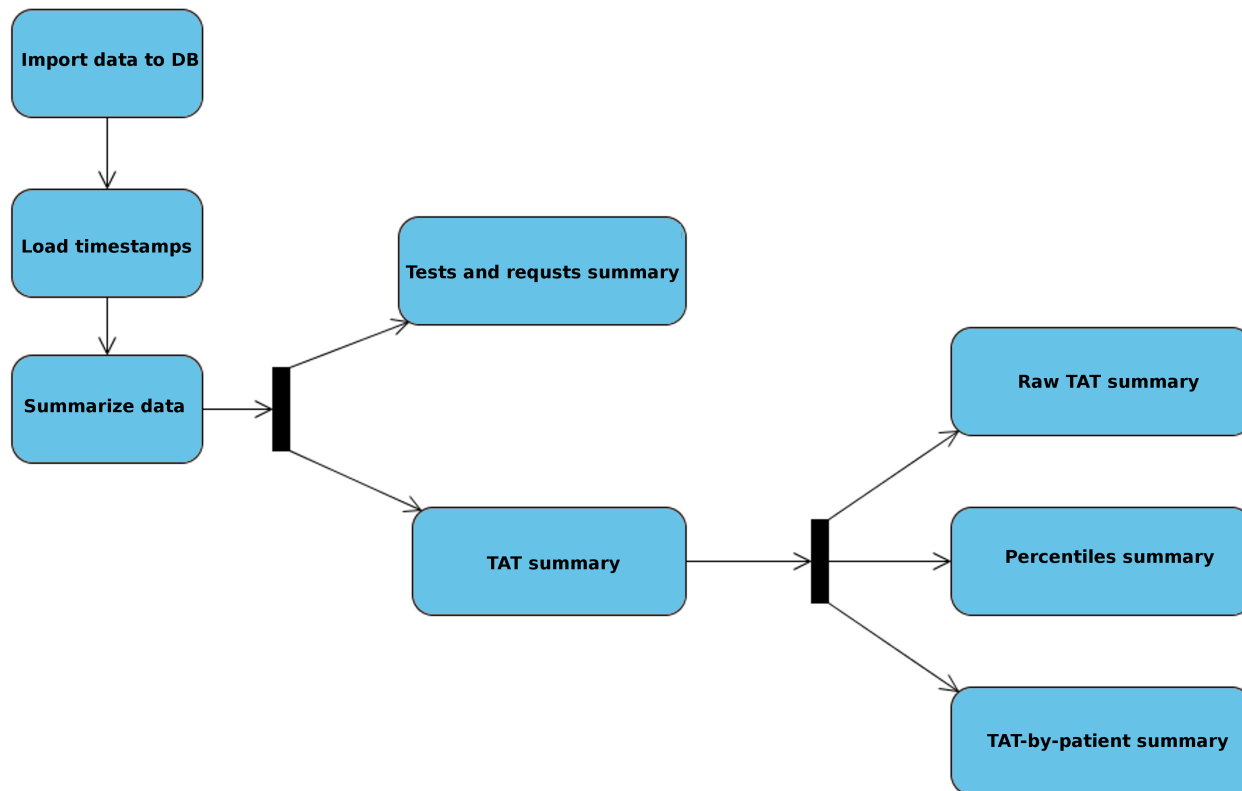 Import data to DB
Load timestamps
Summarize data
Tests and requsts summary
TAT summary
Raw TAT summary
Percentiles summary
TAT-by-patient summary